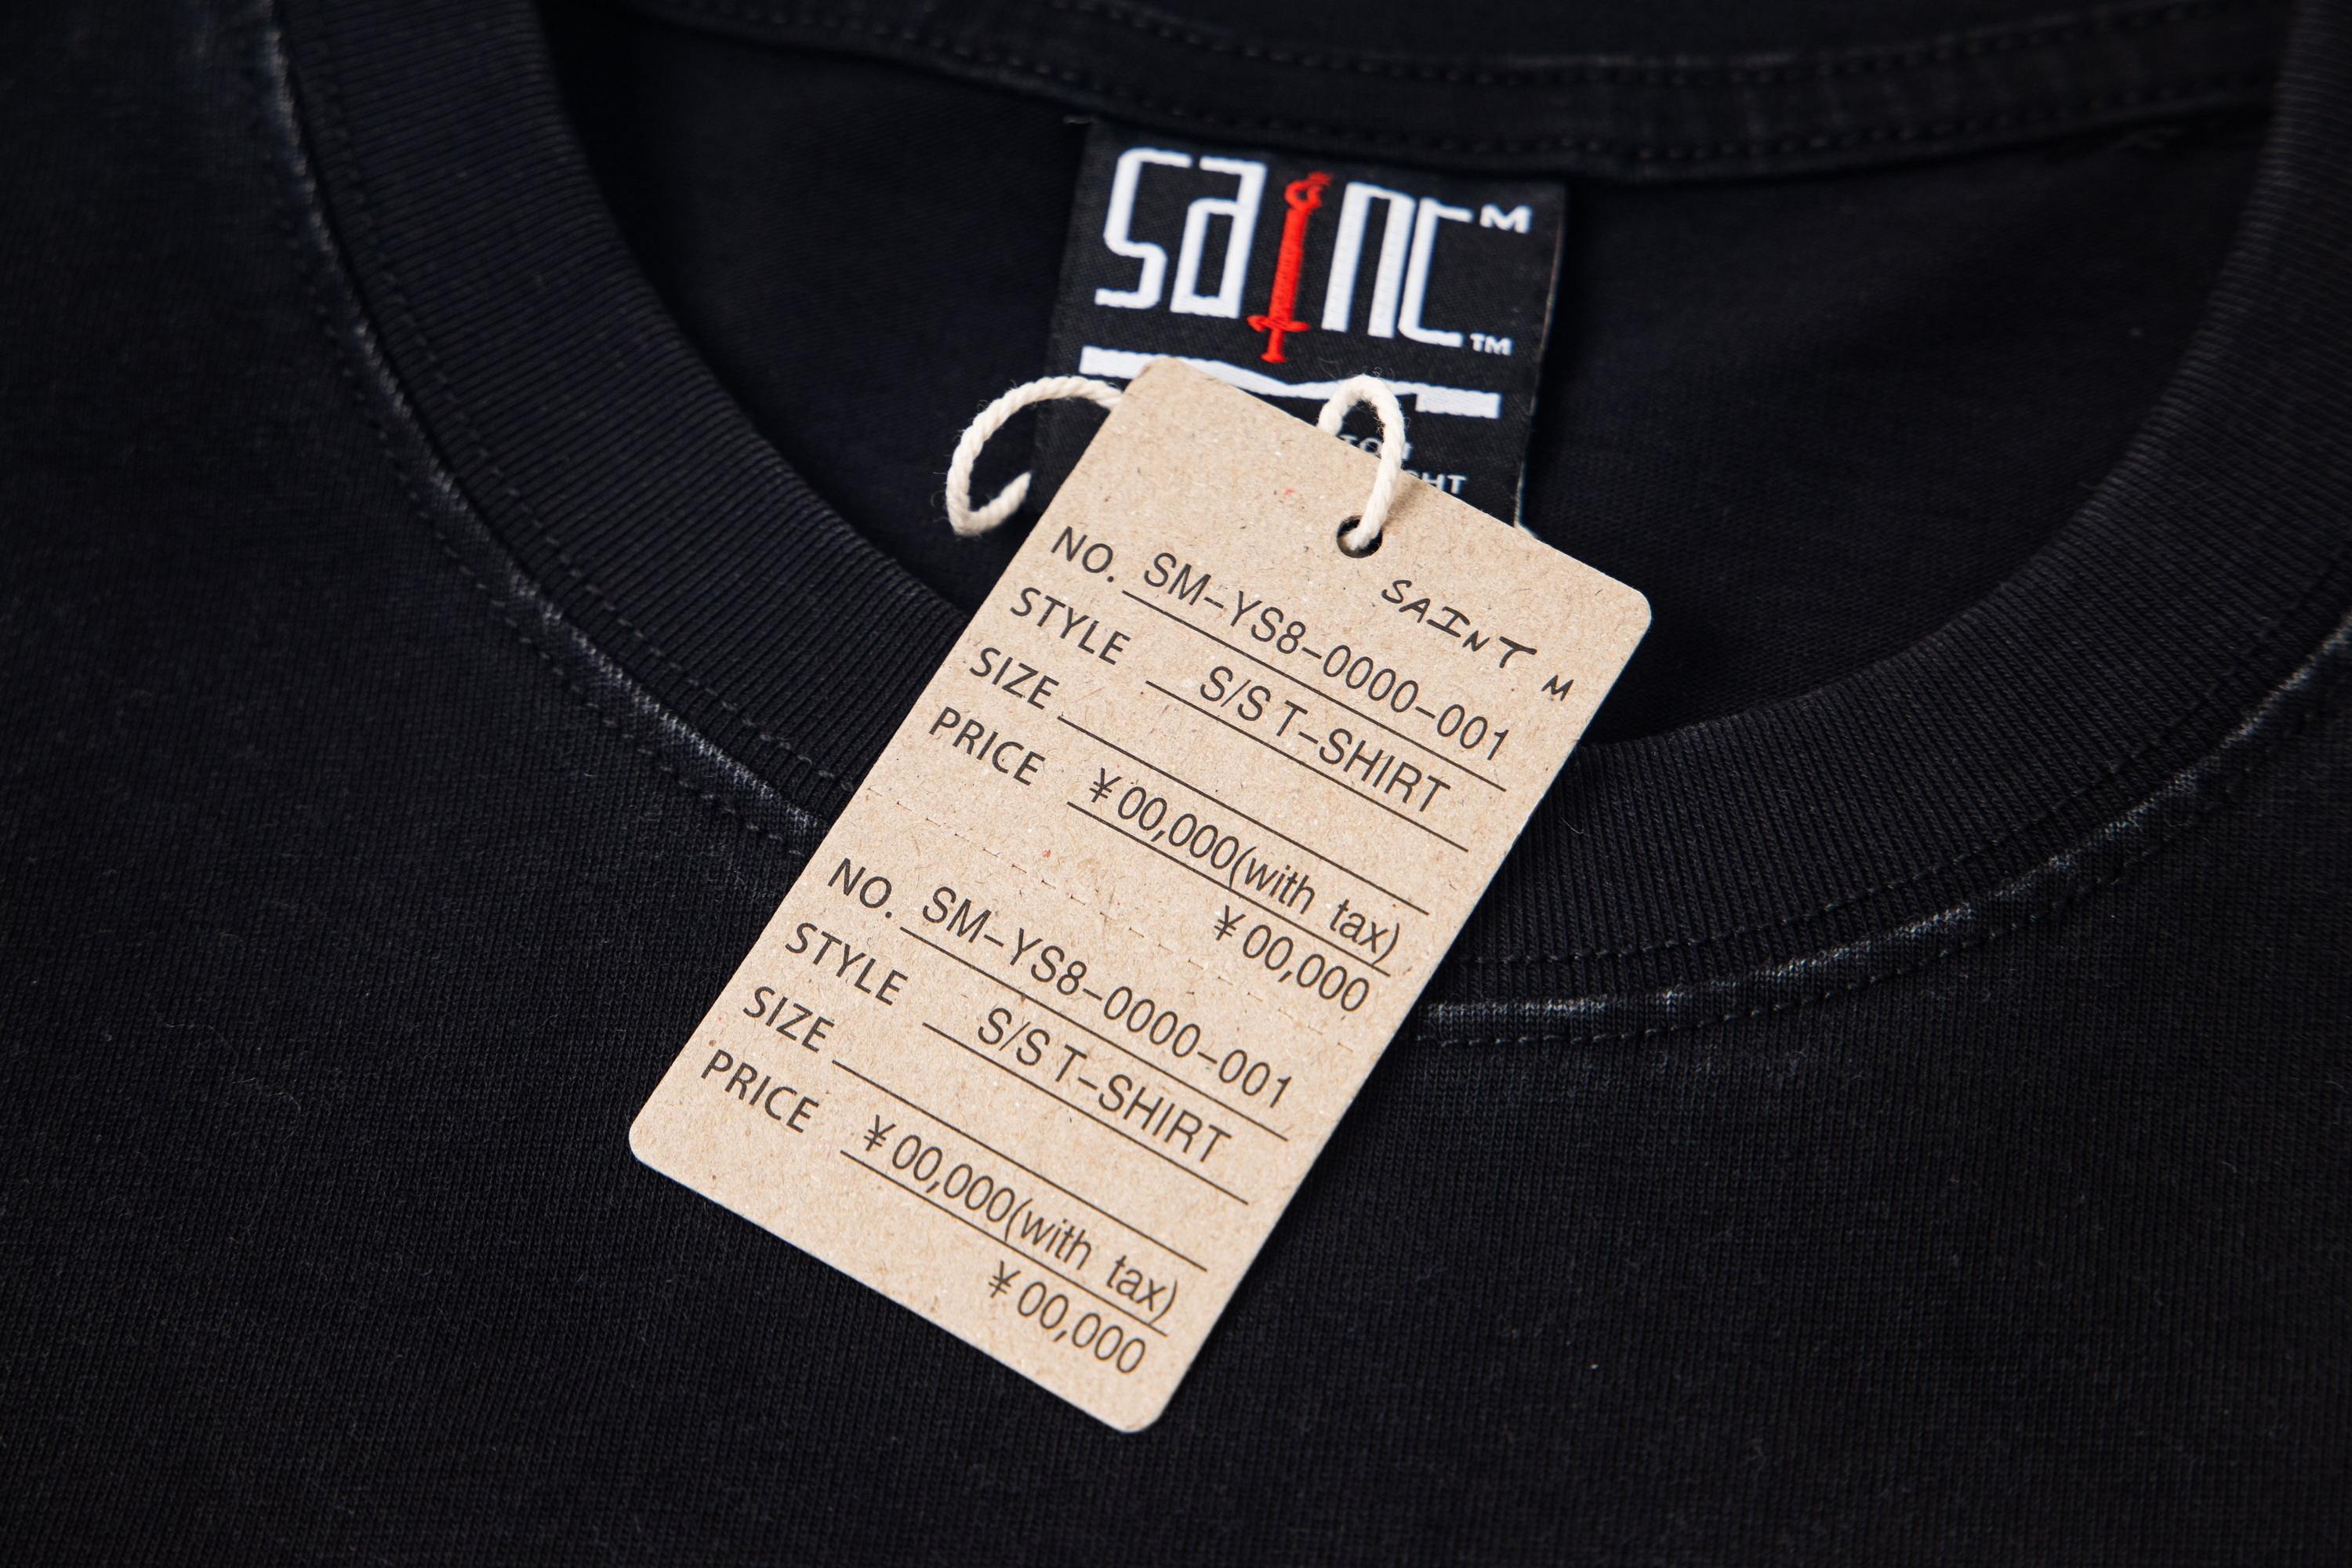 saint M
TM
SAINT M
NO. SM-YS8-0000-001
STYLE S/S T-SHIRT
SIZE
PRICE ¥00,000(with tax)
¥00,000
NO. SM-YS8-0000-001
STYLE S/S T-SHIRT
SIZE
PRICE ¥00,000(with tax)
¥00,000